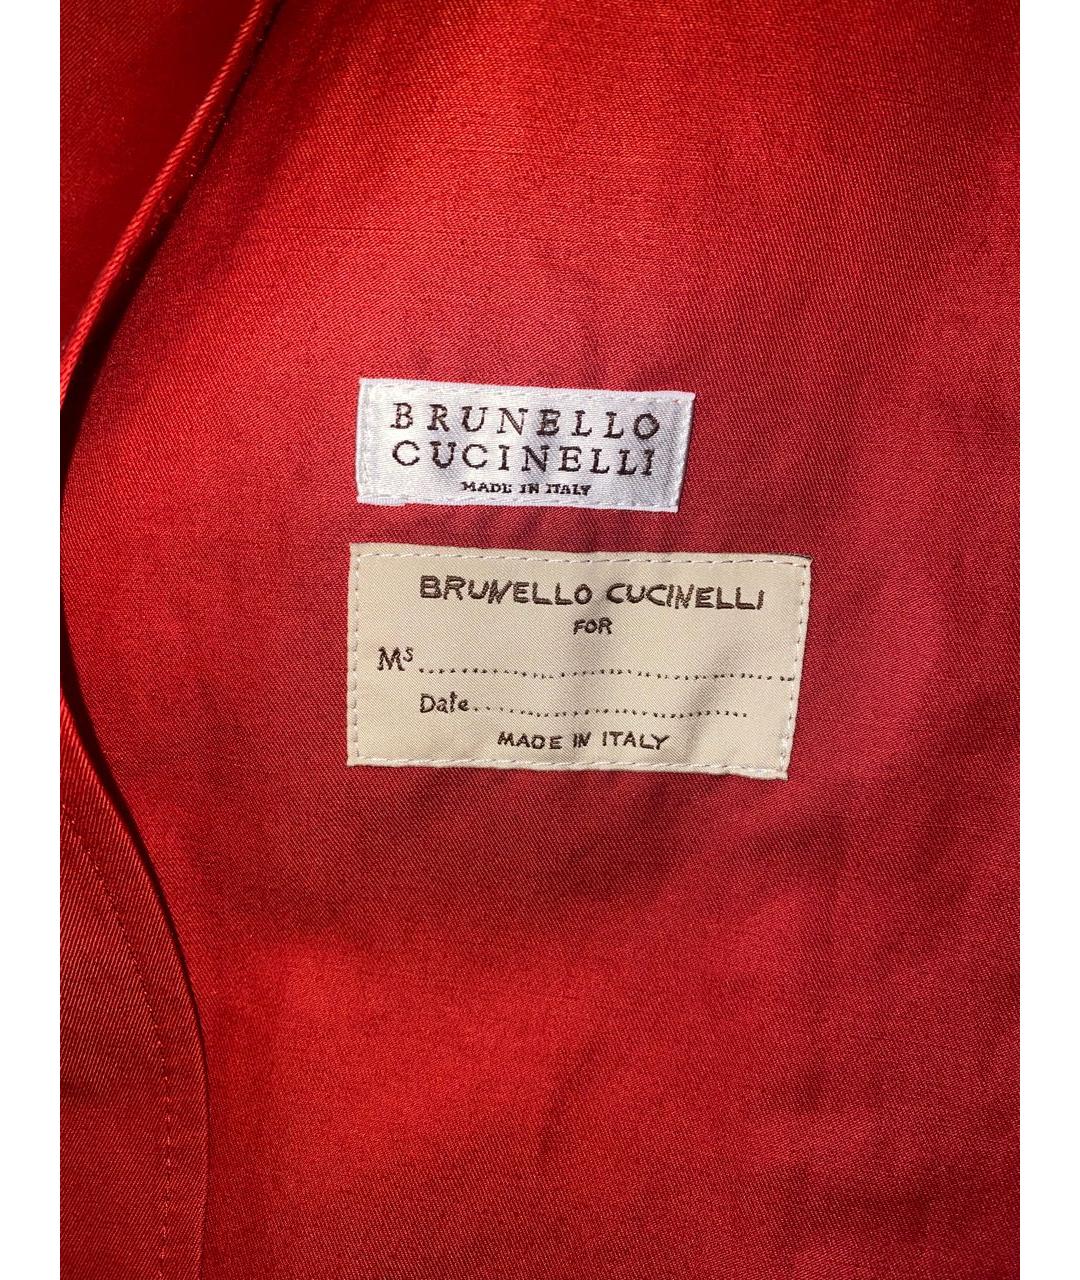 BRUNELLO
CUCINELLI
MADE IN ITALY
BRUNELLO CUCINELLI
FOR
Ms...........................................
Date..............................
MADE IN ITALY